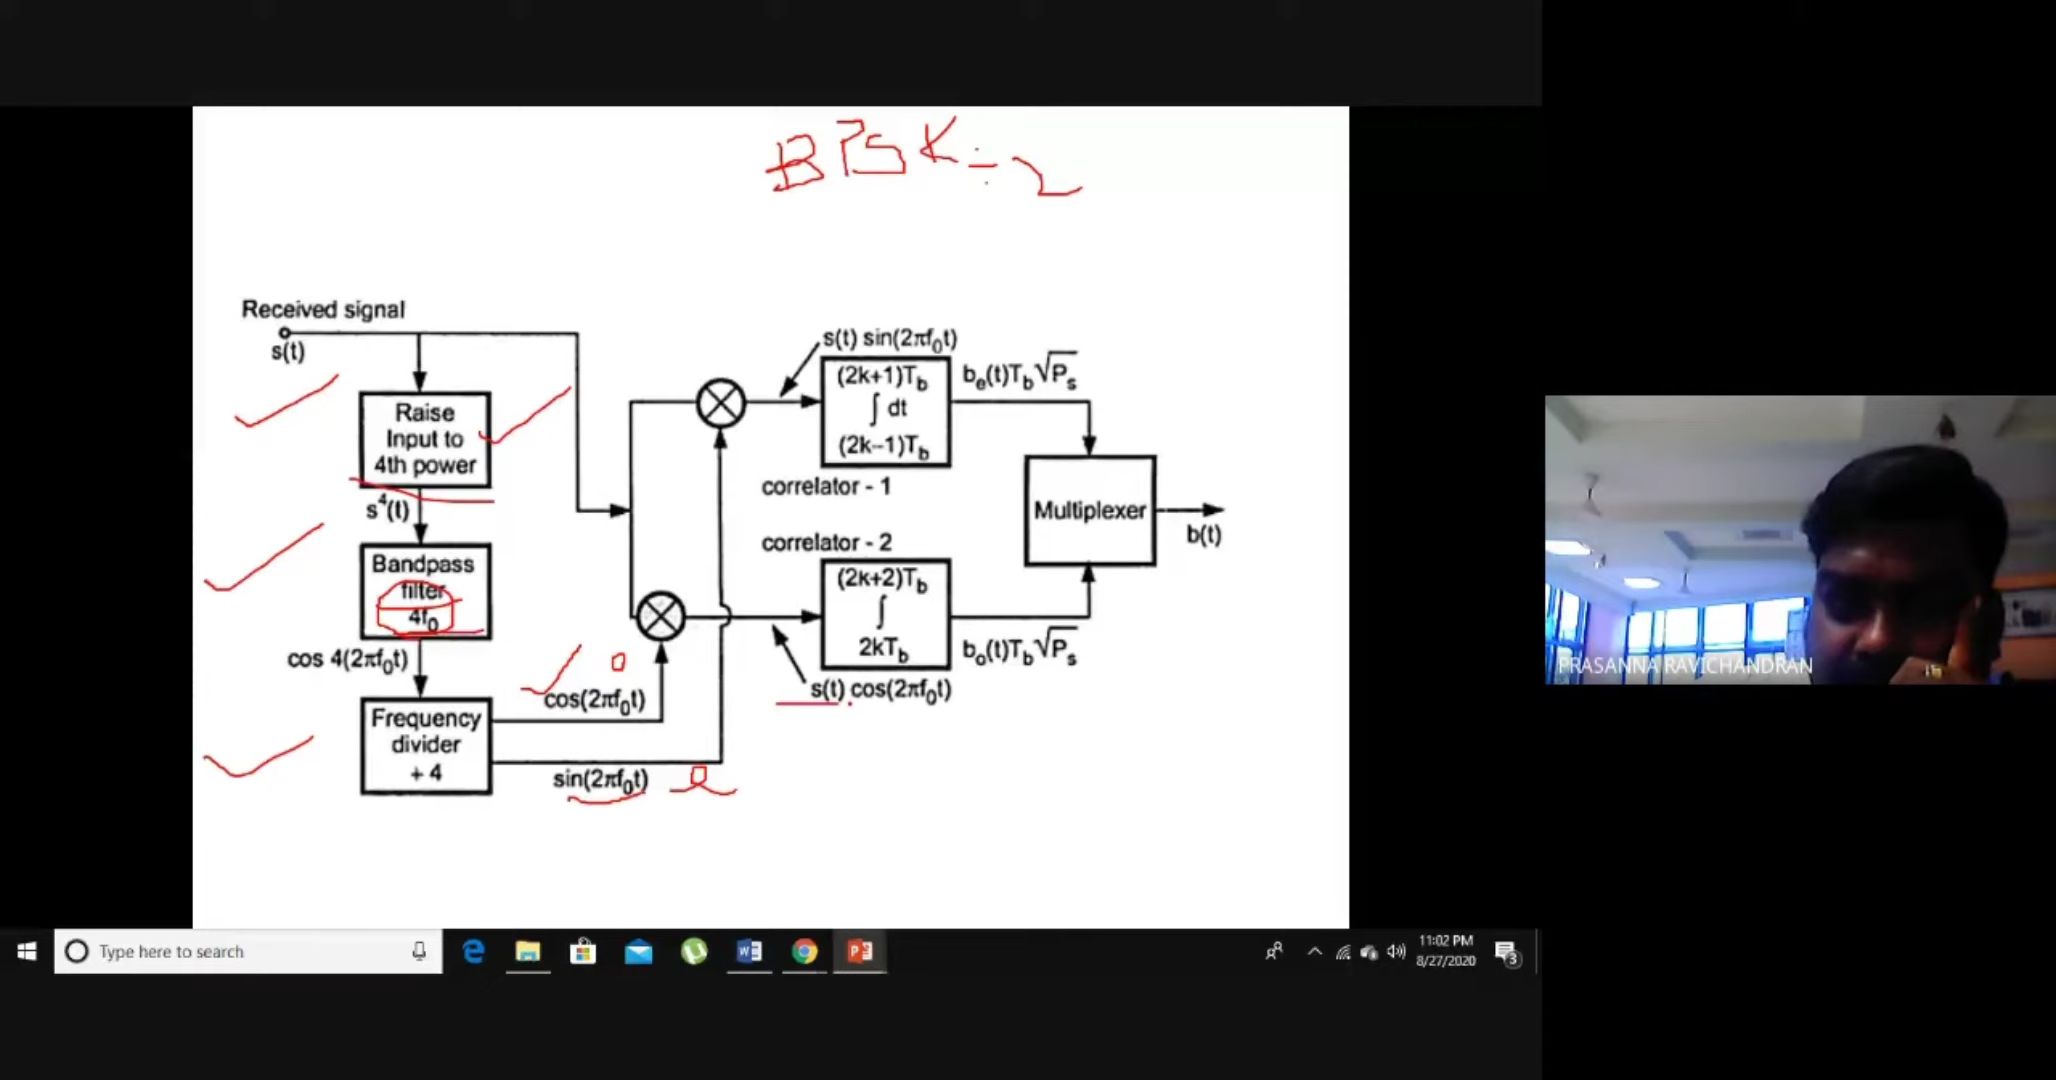 BPSK ÷ 2
Received signal
s(t)
Raise
Input to
4th power
s⁴(t)
Bandpass
filter
4f₀
cos 4(2πf₀t)
Frequency
divider
÷ 4
cos(2πf₀t)
o
sin(2πf₀t)
e
s(t) sin(2πf₀t)
(2k+1)T_b
∫ dt
(2k–1)T_b
correlator - 1
b_e(t)T_b√P_s
correlator - 2
(2k+2)T_b
∫
2kT_b
b_o(t)T_b√P_s
s(t) cos(2πf₀t)
Multiplexer
b(t)
PRASANNA RAVICHANDRAN
Type here to search
11:02 PM
8/27/2020
3